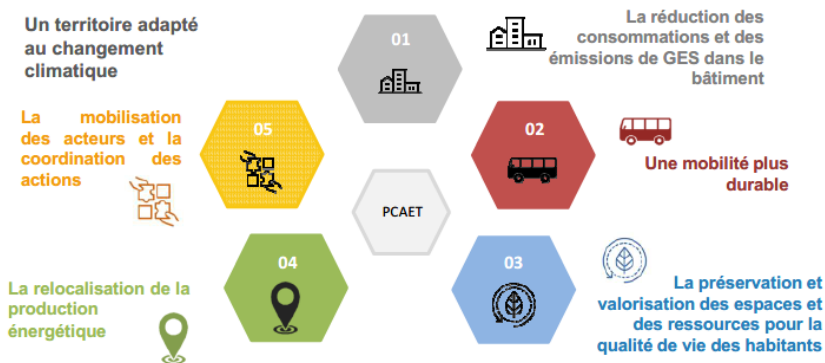 Un territoire adapté
au changement
climatique
01
La réduction des
consommations et des
émissions de GES dans le
bâtiment
La mobilisation
des acteurs et la
coordination des
actions
05
02
Une mobilité plus
durable
PCAET
04
La relocalisation de la
production
énergétique
03
La préservation et
valorisation des espaces et
des ressources pour la
qualité de vie des habitants